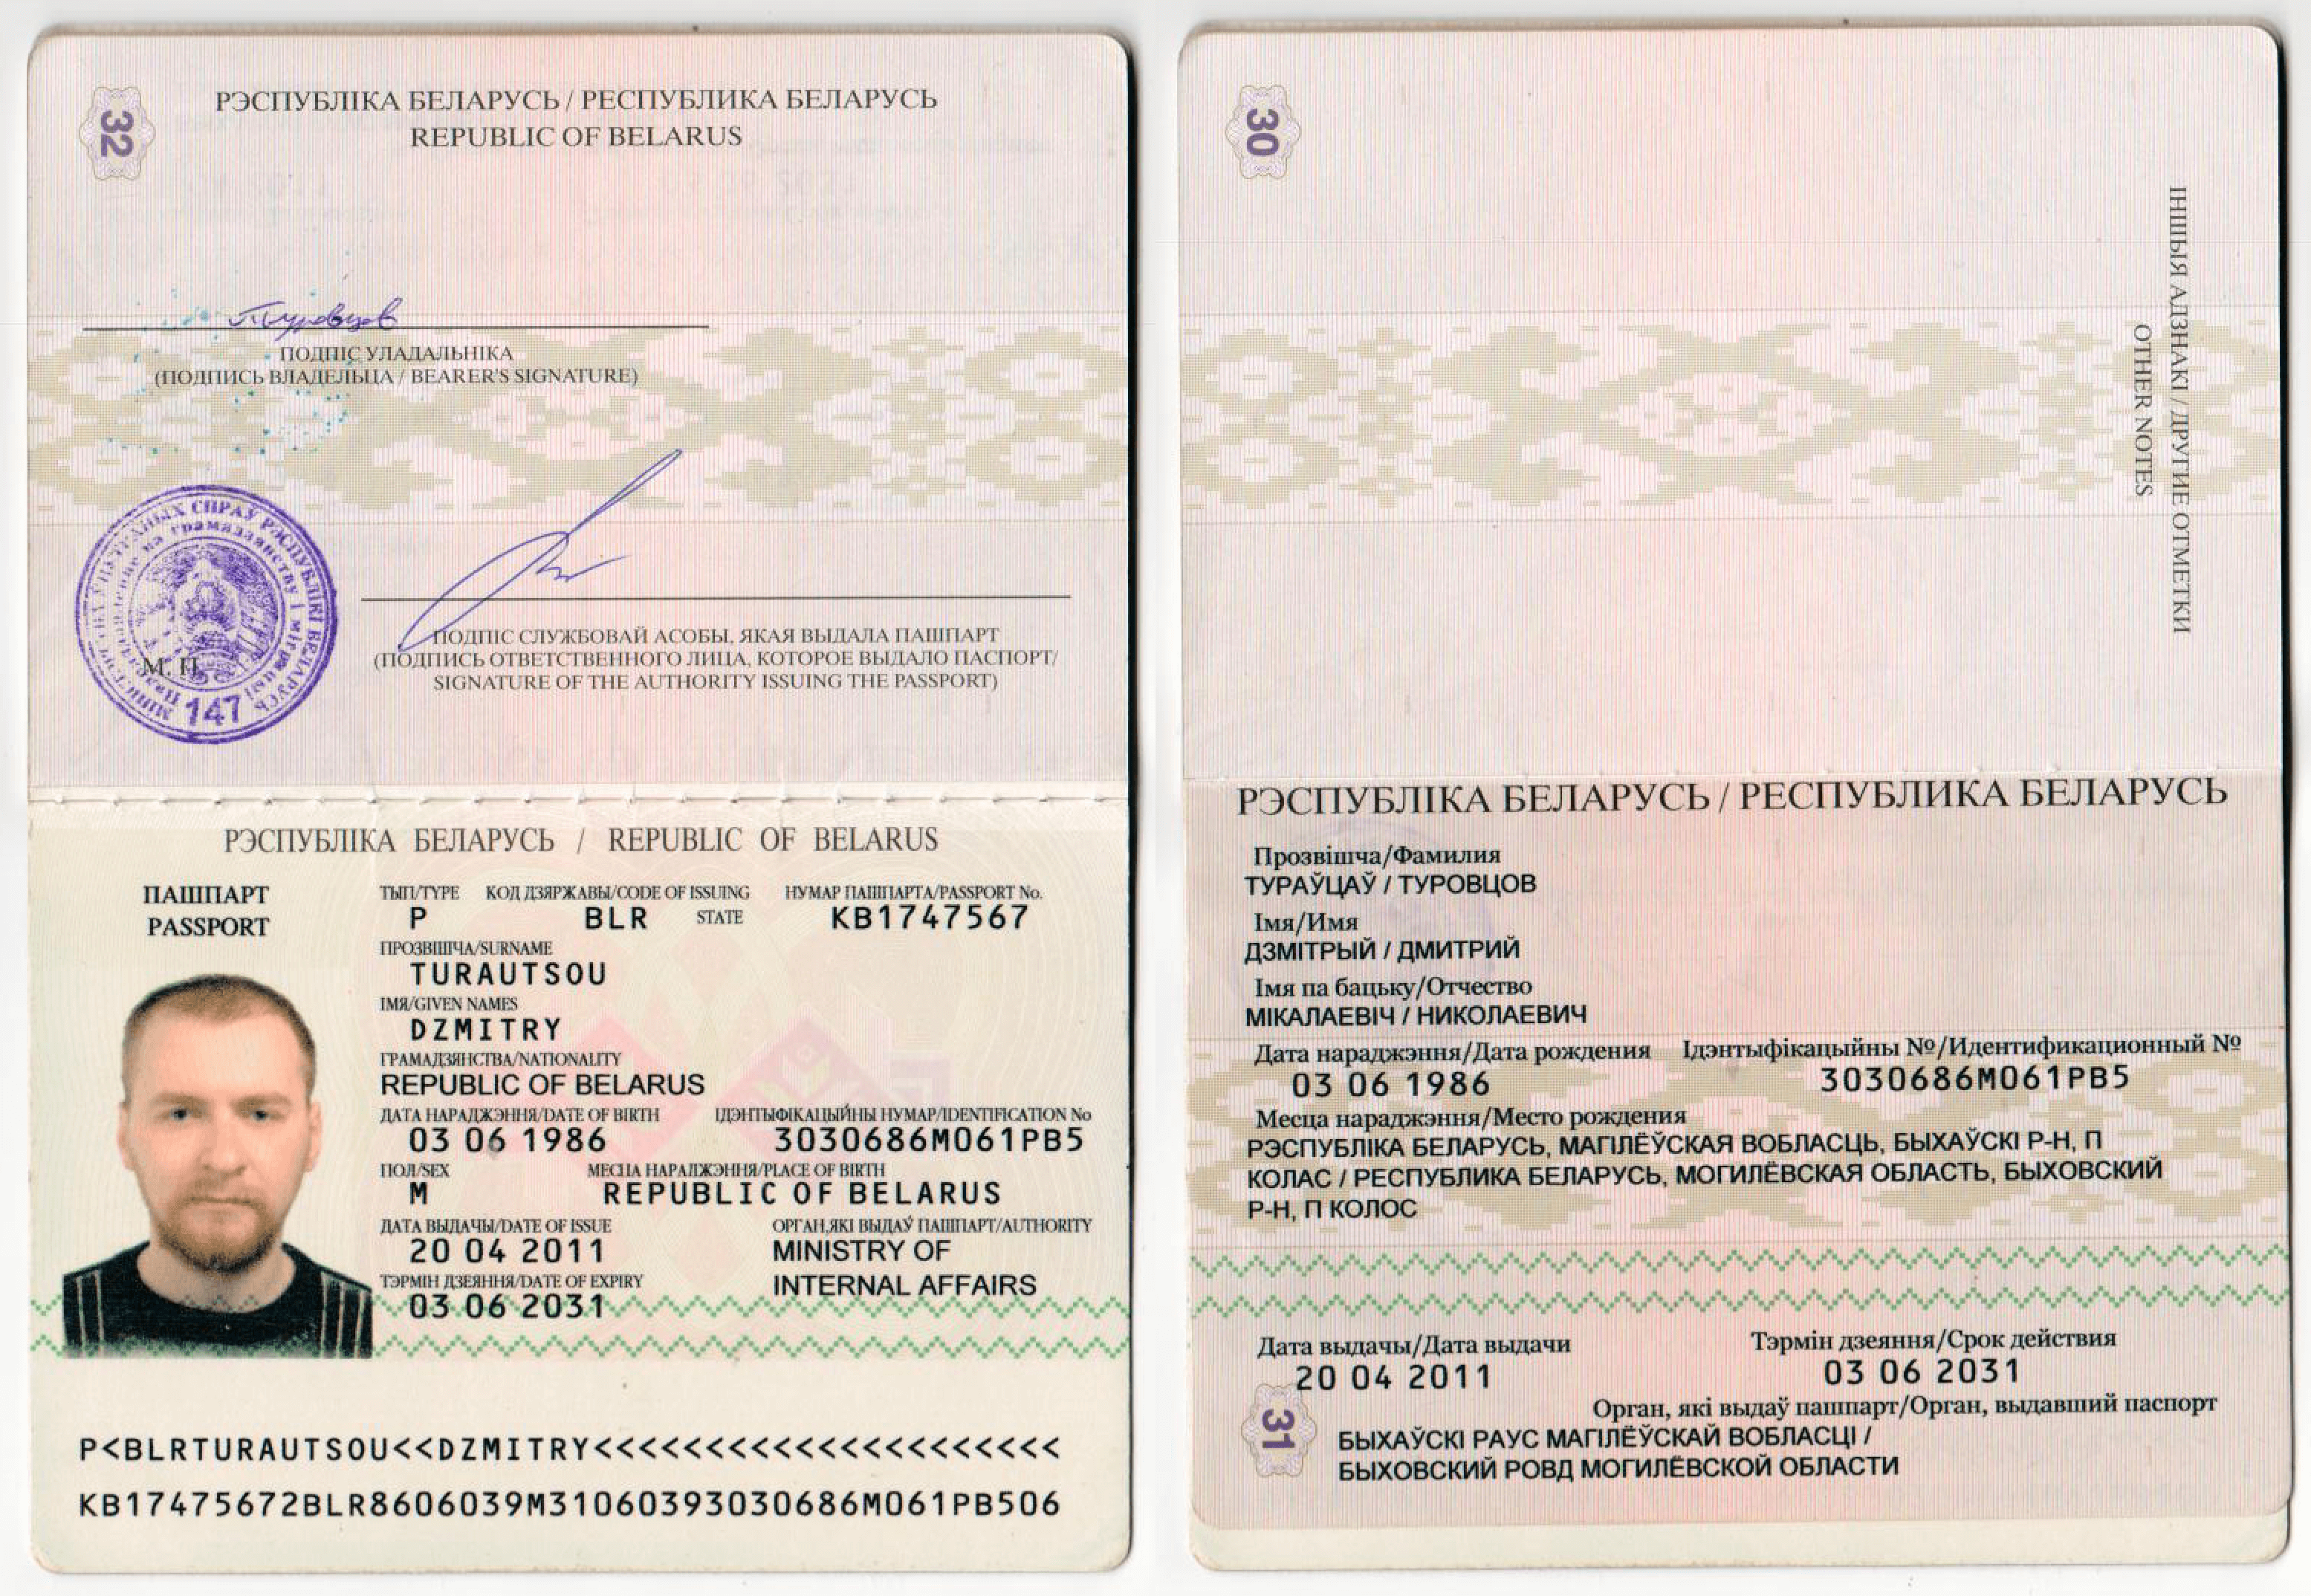 32
РЭСПУБЛІКА БЕЛАРУСЬ / РЕСПУБЛИКА БЕЛАРУСЬ
REPUBLIC OF BELARUS
Туровцов
ПОДПІС УЛАДАЛЬНІКА
(ПОДПИСЬ ВЛАДЕЛЬЦА / BEARER'S SIGNATURE)
М. П.
147
ПОДПІС СЛУЖБОВАЙ АСОБЫ, ЯКАЯ ВЫДАЛА ПАШПАРТ
(ПОДПИСЬ ОТВЕТСТВЕННОГО ЛИЦА, КОТОРОЕ ВЫДАЛО ПАСПОРТ/
SIGNATURE OF THE AUTHORITY ISSUING THE PASSPORT)
РЭСПУБЛІКА БЕЛАРУСЬ / REPUBLIC OF BELARUS
ПАШПАРТ
PASSPORT
ТЫП/TYPE КОД ДЗЯРЖАВЫ/CODE OF ISSUING НУМАР ПАШПАРТА/PASSPORT No.
P BLR STATE KB1747567
ПРОЗВІШЧА/SURNAME
TURAUTSOU
ІМЯ/GIVEN NAMES
DZMITRY
ГРАМАДЗЯНСТВА/NATIONALITY
REPUBLIC OF BELARUS
ДАТА НАРАДЖЭННЯ/DATE OF BIRTH ІДЭНТЫФІКАЦЫЙНЫ НУМАР/IDENTIFICATION No
03 06 1986 3030686M061PB5
ПОЛ/SEX МЕСЦА НАРАДЖЭННЯ/PLACE OF BIRTH
M REPUBLIC OF BELARUS
ДАТА ВЫДАЧЫ/DATE OF ISSUE ОРГАН,ЯКІ ВЫДАЎ ПАШПАРТ/AUTHORITY
20 04 2011 MINISTRY OF
ТЭРМІН ДЗЕЯННЯ/DATE OF EXPIRY INTERNAL AFFAIRS
03 06 2031
P<BLRTURAUTSOU<<DZMITRY<<<<<<<<<<<<<<<<<<<<<
KB17475672BLR8606039M31060393030686M061PB506
30
ІНШЫЯ АДЗНАКІ / ДРУГИЕ ОТМЕТКИ
OTHER NOTES
РЭСПУБЛІКА БЕЛАРУСЬ / РЕСПУБЛИКА БЕЛАРУСЬ
Прозвішча/Фамилия
ТУРАЎЦАЎ / ТУРОВЦОВ
Імя/Имя
ДЗМІТРЫЙ / ДМИТРИЙ
Імя па бацьку/Отчество
МІКАЛАЕВІЧ / НИКОЛАЕВИЧ
Дата нараджэння/Дата рождения Ідэнтыфікацыйны №/Идентификационный №
03 06 1986 3030686M061PB5
Месца нараджэння/Место рождения
РЭСПУБЛІКА БЕЛАРУСЬ, МАГІЛЁЎСКАЯ ВОБЛАСЦЬ, БЫХАЎСКІ Р-Н, П
КОЛАС / РЕСПУБЛИКА БЕЛАРУСЬ, МОГИЛЁВСКАЯ ОБЛАСТЬ, БЫХОВСКИЙ
Р-Н, П КОЛОС
Дата выдачы/Дата выдачи Тэрмін дзеяння/Срок действия
20 04 2011 03 06 2031
Орган, які выдаў пашпарт/Орган, выдавший паспорт
31
БЫХАЎСКІ РАУС МАГІЛЁЎСКАЙ ВОБЛАСЦІ /
БЫХОВСКИЙ РОВД МОГИЛЁВСКОЙ ОБЛАСТИ